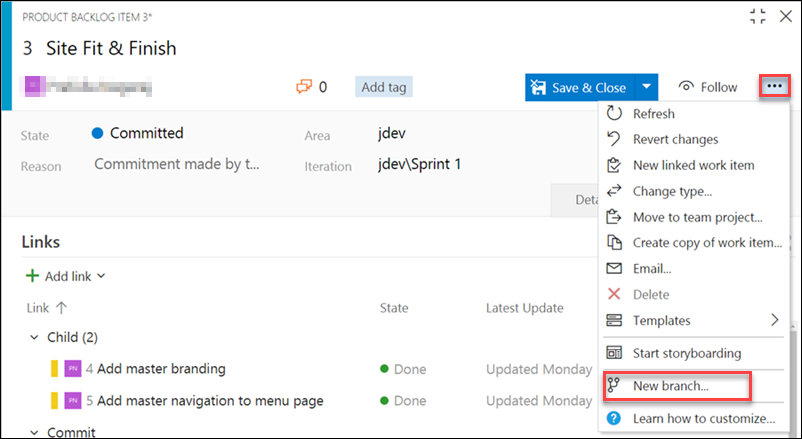 PRODUCT BACKLOG ITEM 3*
3 Site Fit & Finish
PN
0
Add tag
Save & Close
Follow
...
State
Committed
Area
jdev
Reason
Commitment made by t...
Iteration
jdev\Sprint 1
Deta
Refresh
Revert changes
New linked work item
Change type...
Move to team project...
Create copy of work item...
Email...
Delete
Templates
Start storyboarding
New branch...
Learn how to customize...
Links
Add link
Link
State
Latest Update
Child (2)
PN 4 Add master branding Done Updated Monday
PN 5 Add master navigation to menu page Done Updated Monday
Commit